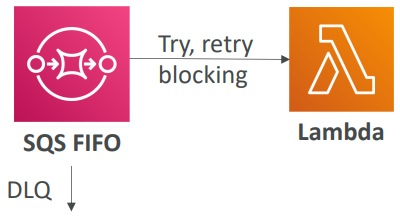 Try, retry
blocking
SQS FIFO
Lambda
DLQ